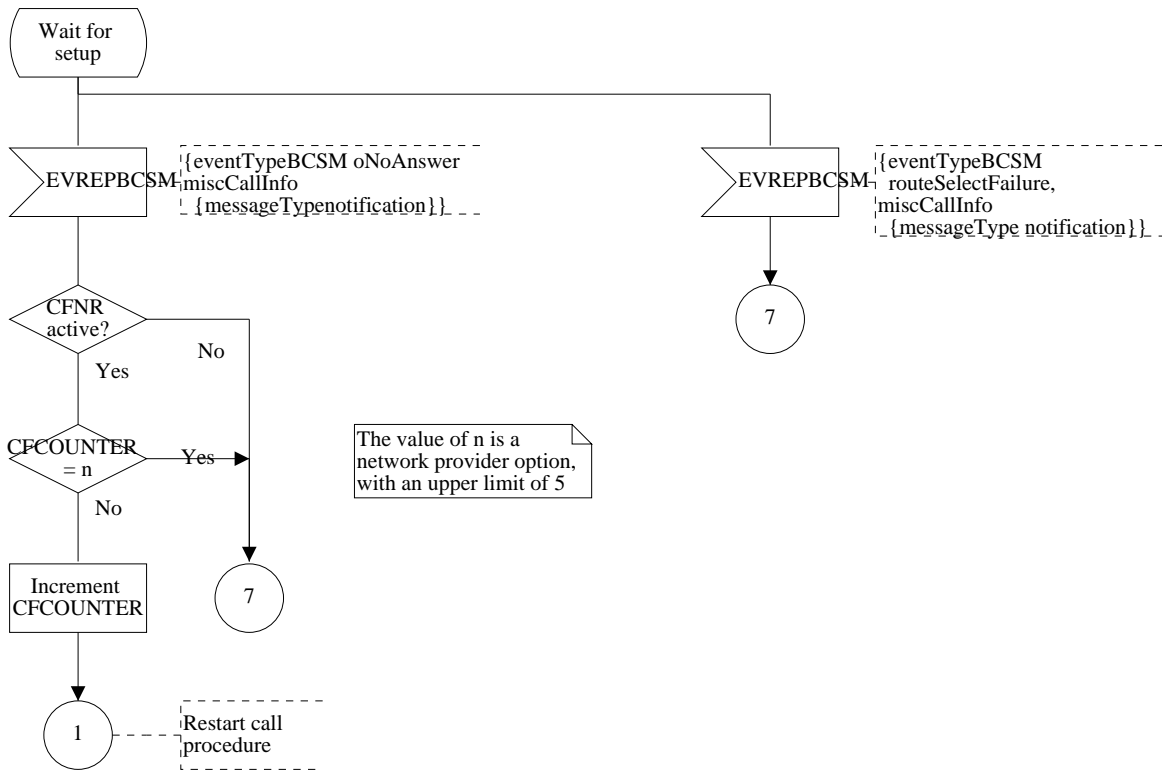 Wait for
setup
EVREPBCSM
{eventTypeBCSM oNoAnswer
miscCallInfo
{messageTypenotification}}
EVREPBCSM
{eventTypeBCSM
routeSelectFailure,
miscCallInfo
{messageType notification}}
CFNR
active?
No
Yes
7
CFCOUNTER
= n
Yes
No
The value of n is a
network provider option,
with an upper limit of 5
Increment
CFCOUNTER
7
1
Restart call
procedure